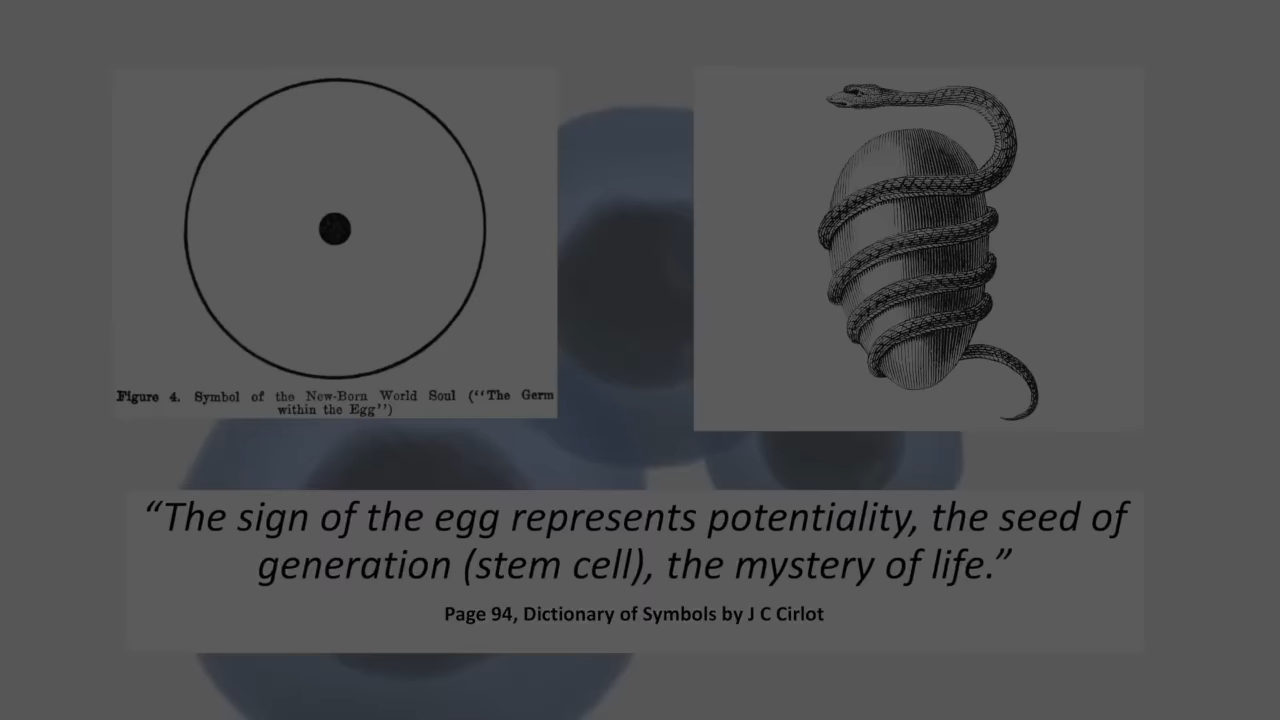 Figure 4. Symbol of the New-Born World Soul (“The Germ
within the Egg”)
“The sign of the egg represents potentiality, the seed of
generation (stem cell), the mystery of life.”
Page 94, Dictionary of Symbols by J C Cirlot